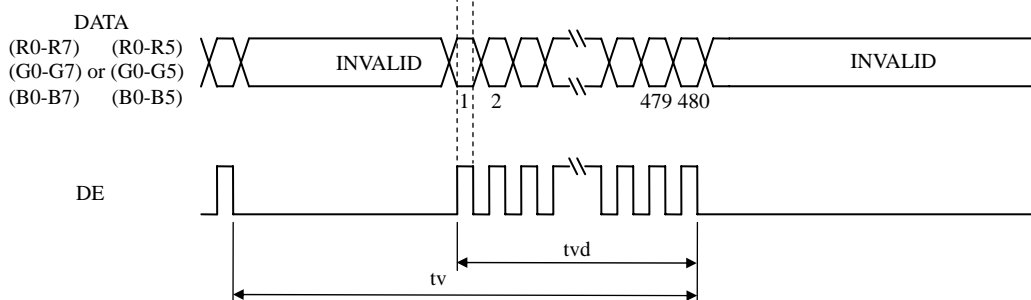 DATA
(R0-R7) (R0-R5)
(G0-G7) or (G0-G5)
(B0-B7) (B0-B5)
INVALID
INVALID
1 2 479 480
DE
tvd
tv